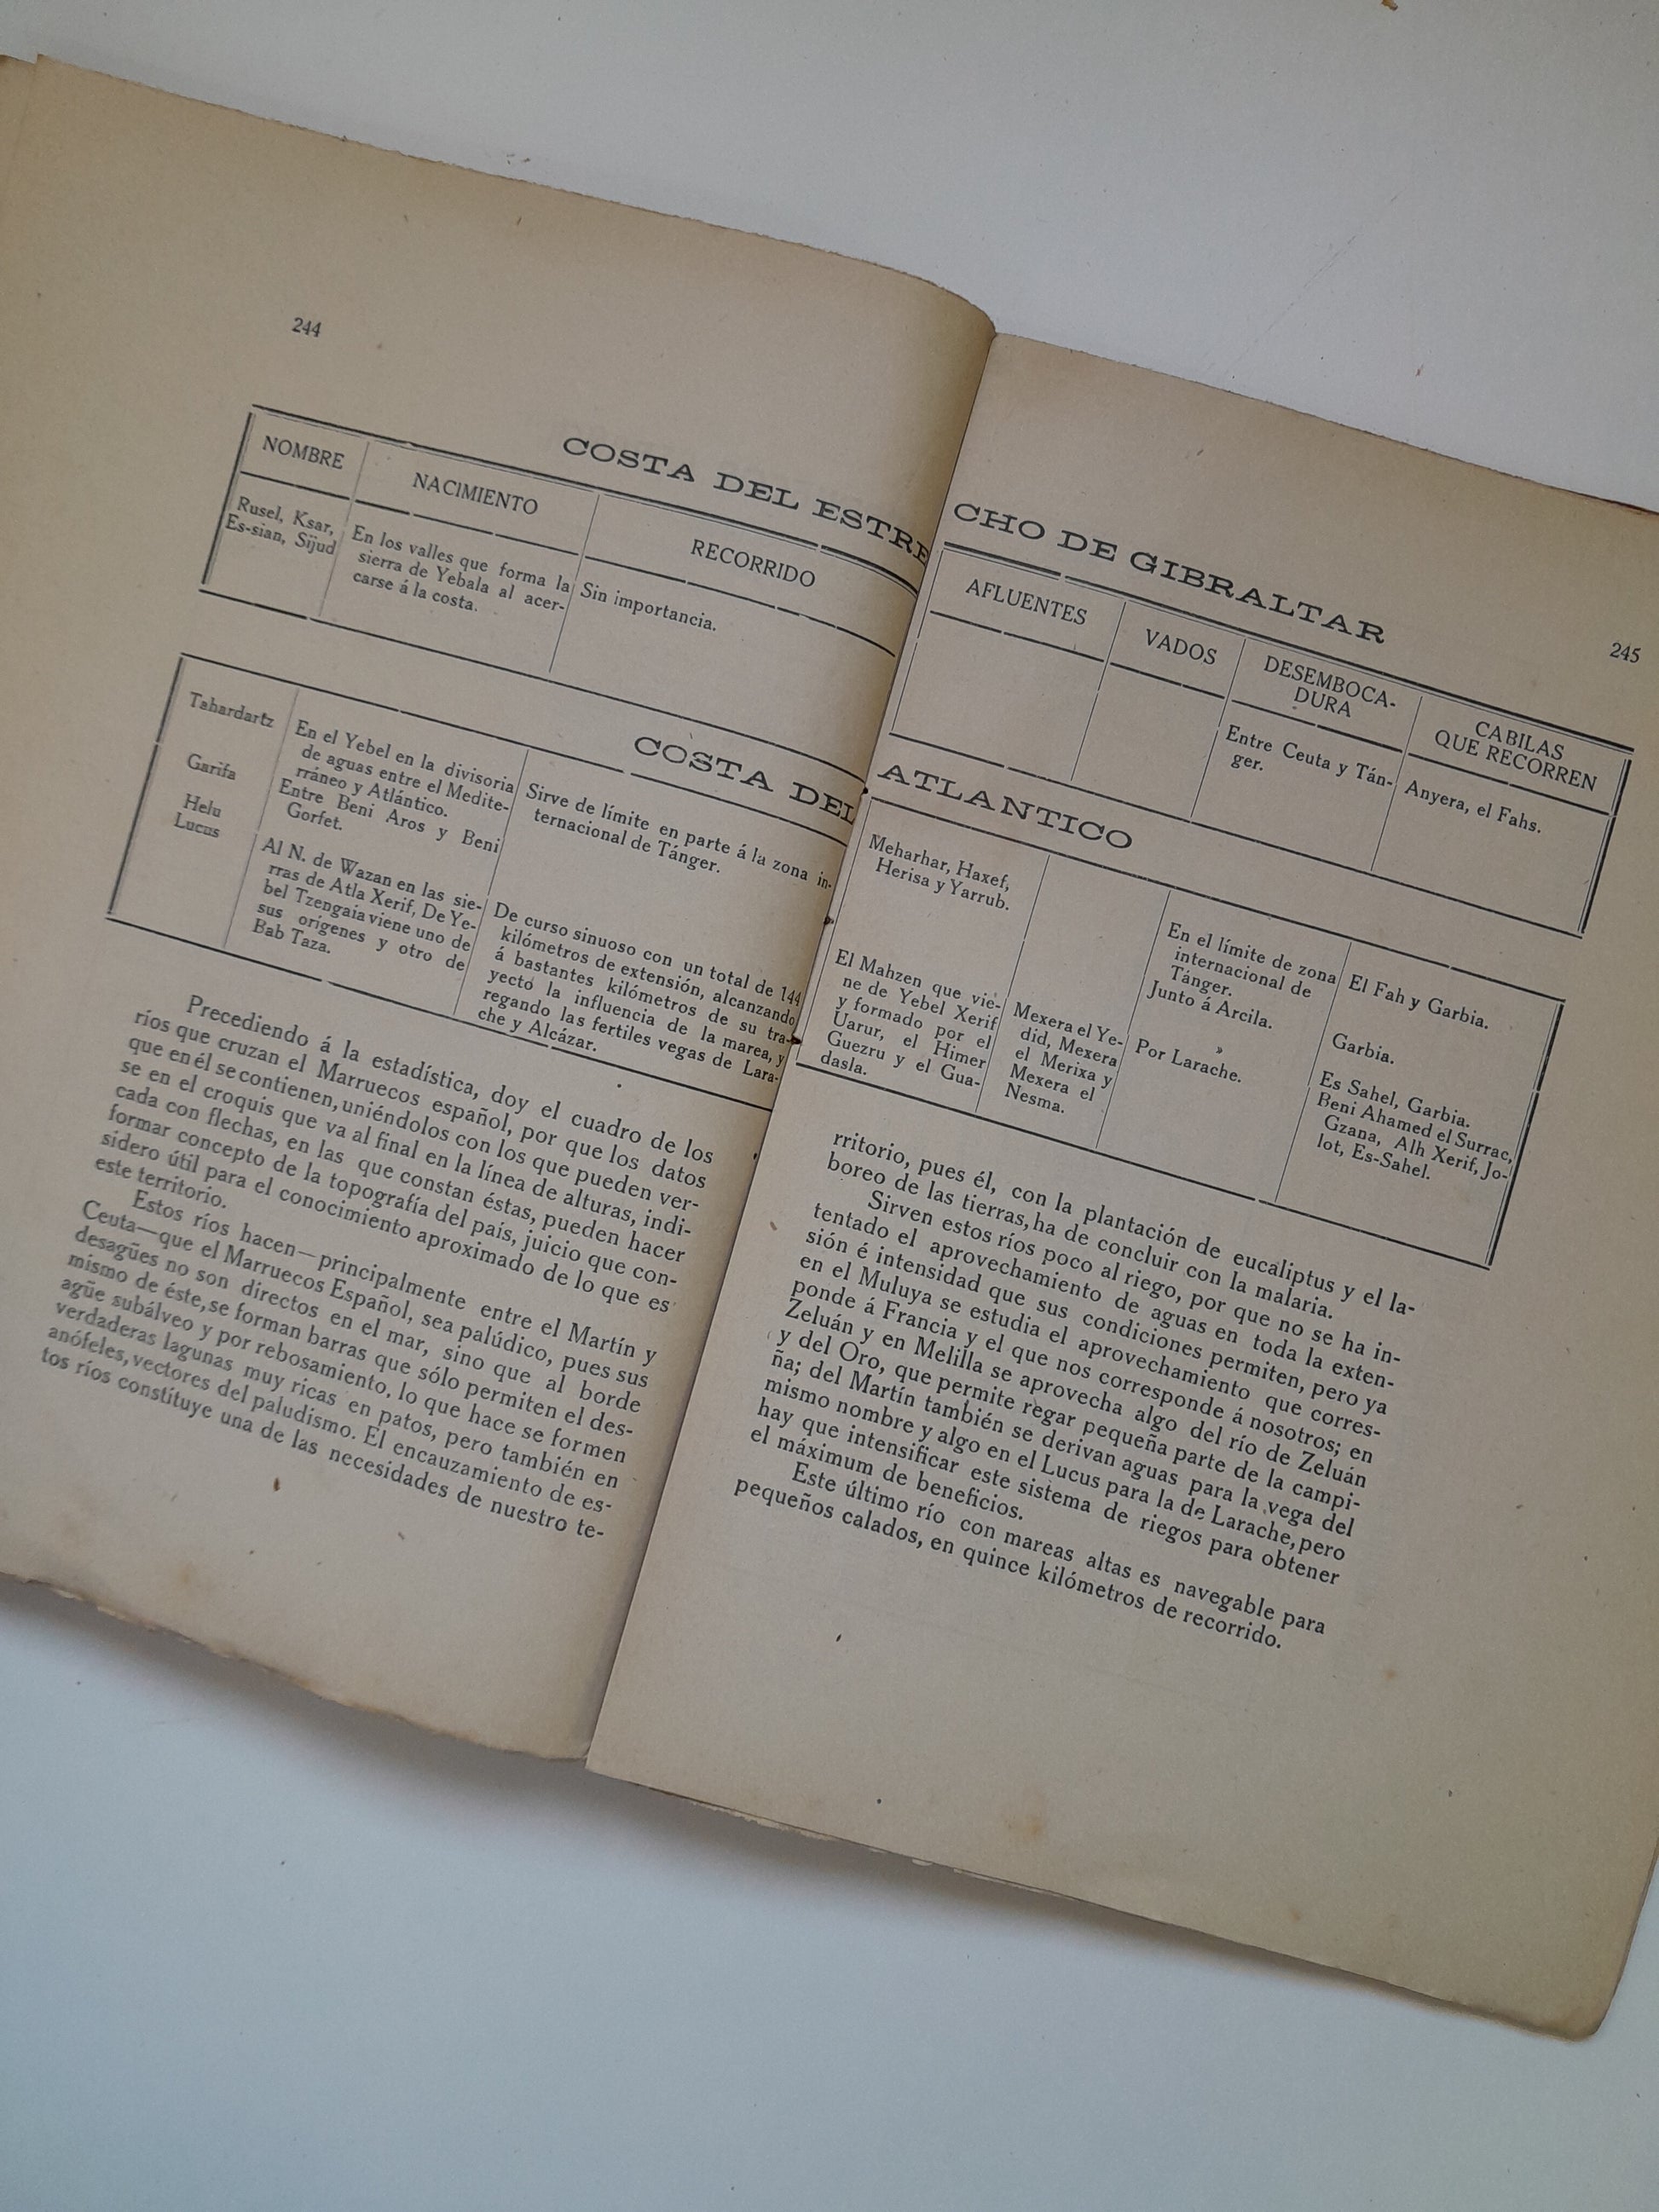 244
COSTA DEL ESTRE
NOMBRE
NACIMIENTO
RECORRIDO
Rusel, Ksar,
Es-sian, Sijud
En los valles que forma la
sierra de Yebala al acer-
carse á la costa.
Sin importancia.
COSTA DEL
Tahardartz
En el Yebel en la divisoria
de aguas entre el Medite-
rráneo y Atlántico.
Sirve de límite en parte á la zona in-
ternacional de Tánger.
Garifa
Entre Beni Aros y Beni
Gorfet.
Helu
Lucus
Al N. de Wazan en las sie-
rras de Atla Xerif, De Ye-
bel Tzengaia viene uno de
sus orígenes y otro de
Bab Taza.
De curso sinuoso con un total de 144
kilómetros de extensión, alcanzando
á bastantes kilómetros de su tra-
yecto la influencia de la marea, y
regando las fertiles vegas de Lara-
che y Alcázar.
Precediendo á la estadística, doy el cuadro de los
ríos que cruzan el Marruecos español, por que los datos
que en él se contienen, uniéndolos con los que pueden ver-
se en el croquis que va al final en la línea de alturas, indi-
cada con flechas, en las que constan éstas, pueden hacer
formar concepto de la topografía del país, juicio que con-
sidero útil para el conocimiento aproximado de lo que es
este territorio.
Estos ríos hacen—principalmente entre el Martín y
Ceuta—que el Marruecos Español, sea palúdico, pues sus
desagües no son directos en el mar, sino que al borde
mismo de éste, se forman barras que sólo permiten el des-
agüe subálveo y por rebosamiento, lo que hace se formen
verdaderas lagunas muy ricas en patos, pero también en
anófeles, vectores del paludismo. El encauzamiento de es-
tos ríos constituye una de las necesidades de nuestro te-
245
CHO DE GIBRALTAR
AFLUENTES
VADOS
DESEMBOCA-
DURA
CABILAS
QUE RECORREN
Entre Ceuta y Tán-
ger.
Anyera, el Fahs.
ATLANTICO
Meharhar, Haxef,
Herisa y Yarrub.
En el límite de zona
internacional de
Tánger.
El Fah y Garbia.
Junto á Arcila.
Garbia.
El Mahzen que vie-
ne de Yebel Xerif
y formado por el
Uarur, el Himer
Guezru y el Gua-
dasla.
Mexera el Ye-
did, Mexera
el Merixa y
Mexera el
Nesma.
»
Por Larache.
Es Sahel, Garbia.
Beni Ahamed el Surrac,
Gzana, Alh Xerif, Jo-
lot, Es-Sahel.
rritorio, pues él, con la plantación de eucaliptus y el la-
boreo de las tierras, ha de concluir con la malaria.
Sirven estos ríos poco al riego, por que no se ha in-
tentado el aprovechamiento de aguas en toda la exten-
sión é intensidad que sus condiciones permiten, pero ya
en el Muluya se estudia el aprovechamiento que corres-
ponde á Francia y el que nos corresponde á nosotros; en
Zeluán y en Melilla se aprovecha algo del río de Zeluán
y del Oro, que permite regar pequeña parte de la campi-
ña; del Martín también se derivan aguas para la vega del
mismo nombre y algo en el Lucus para la de Larache, pero
hay que intensificar este sistema de riegos para obtener
el máximum de beneficios.
Este último río con mareas altas es navegable para
pequeños calados, en quince kilómetros de recorrido.